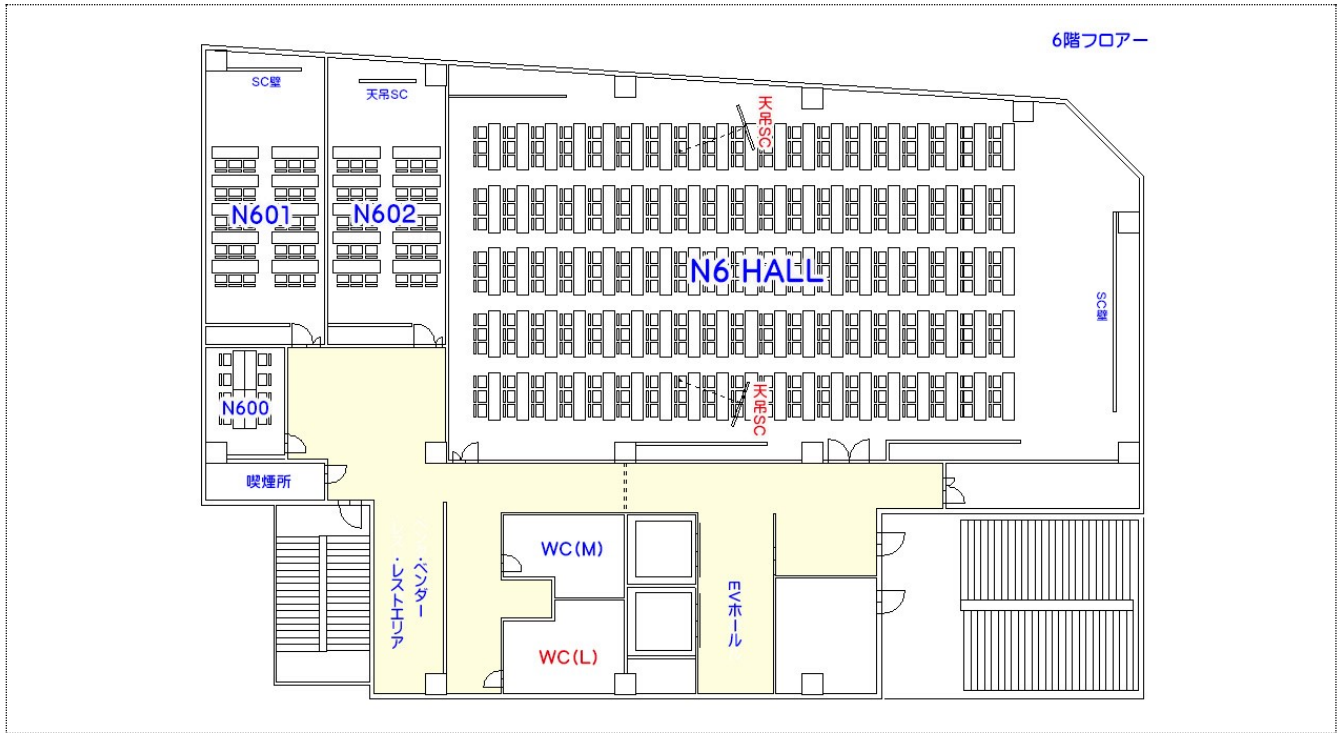 6階フロアー
SC壁
天吊SC
天吊SC
N601
N602
N6 HALL
SC壁
N600
天吊SC
喫煙所
WC(M)
・ベンダー
・レストエリア
EVホール
WC(L)